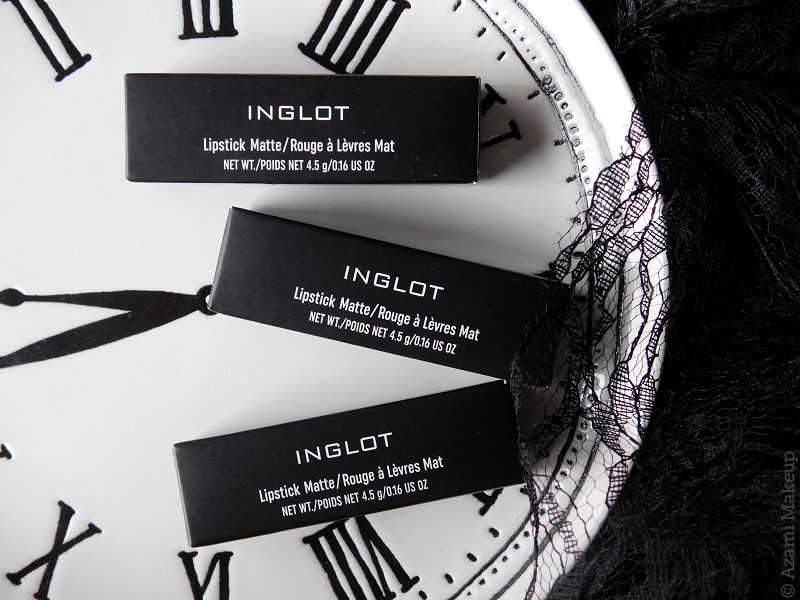 INGLOT
Lipstick Matte/Rouge à Lèvres Mat
NET WT./POIDS NET 4.5 g/0.16 US OZ
INGLOT
Lipstick Matte/Rouge à Lèvres Mat
NET WT./POIDS NET 4.5 g/0.16 US OZ
INGLOT
Lipstick Matte/Rouge à Lèvres Mat
NET WT./POIDS NET 4.5 g/0.16 US OZ
© Azami Makeup